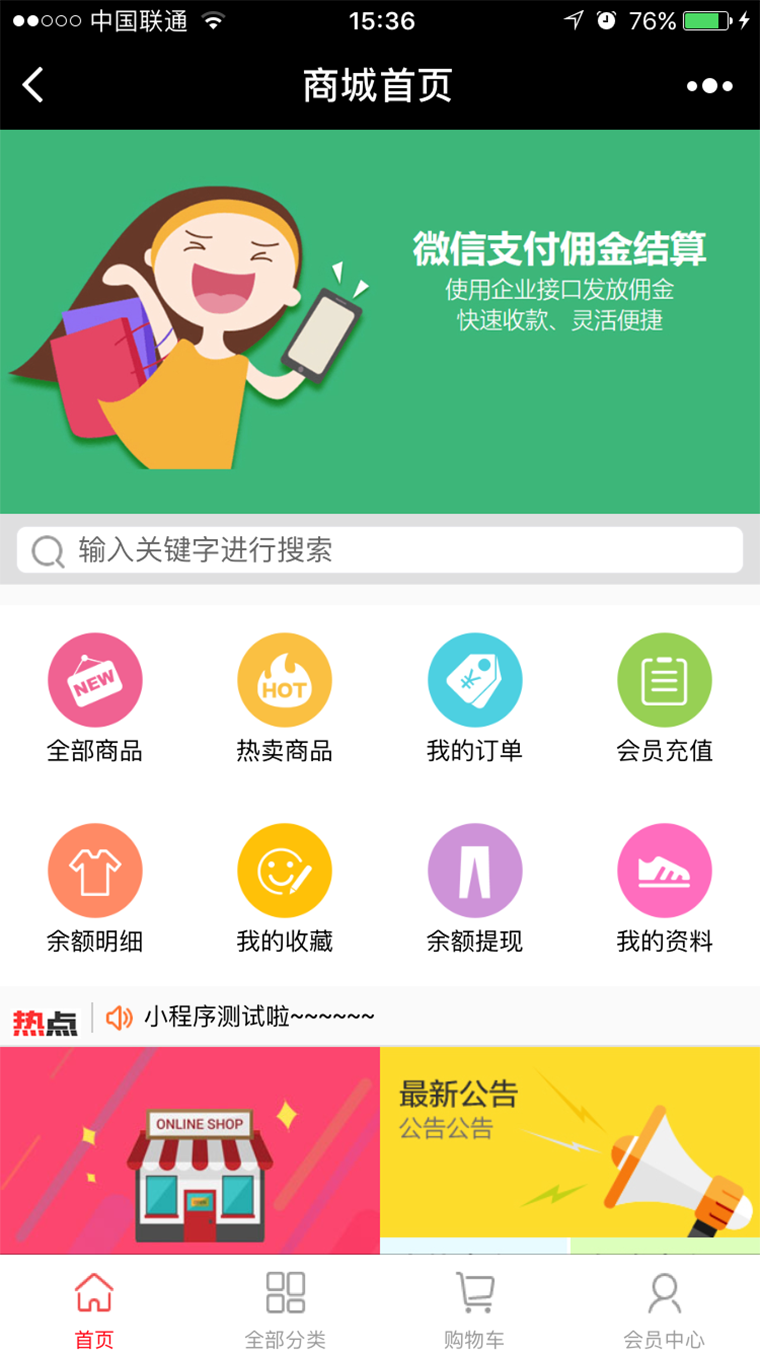 中国联通
15:36
76%
商城首页
微信支付佣金结算
使用企业接口发放佣金
快速收款、灵活便捷
输入关键字进行搜索
NEW
HOT
全部商品
热卖商品
我的订单
会员充值
余额明细
我的收藏
余额提现
我的资料
热点
小程序测试啦~~~~~~
ONLINE SHOP
最新公告
公告公告
首页
全部分类
购物车
会员中心